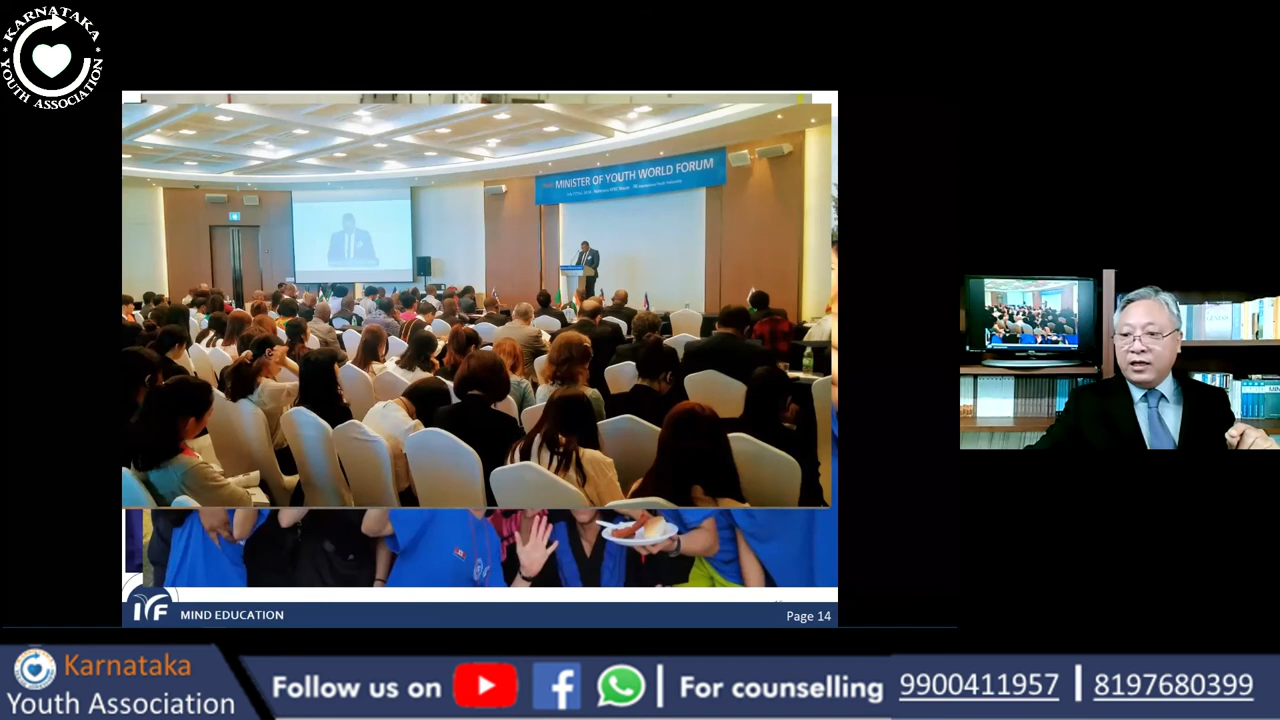 KARNATAKA
YOUTH ASSOCIATION
MINISTER OF YOUTH WORLD FORUM
IYF
MIND EDUCATION
Page 14
Karnataka
Youth Association
Follow us on
For counselling
9900411957
8197680399